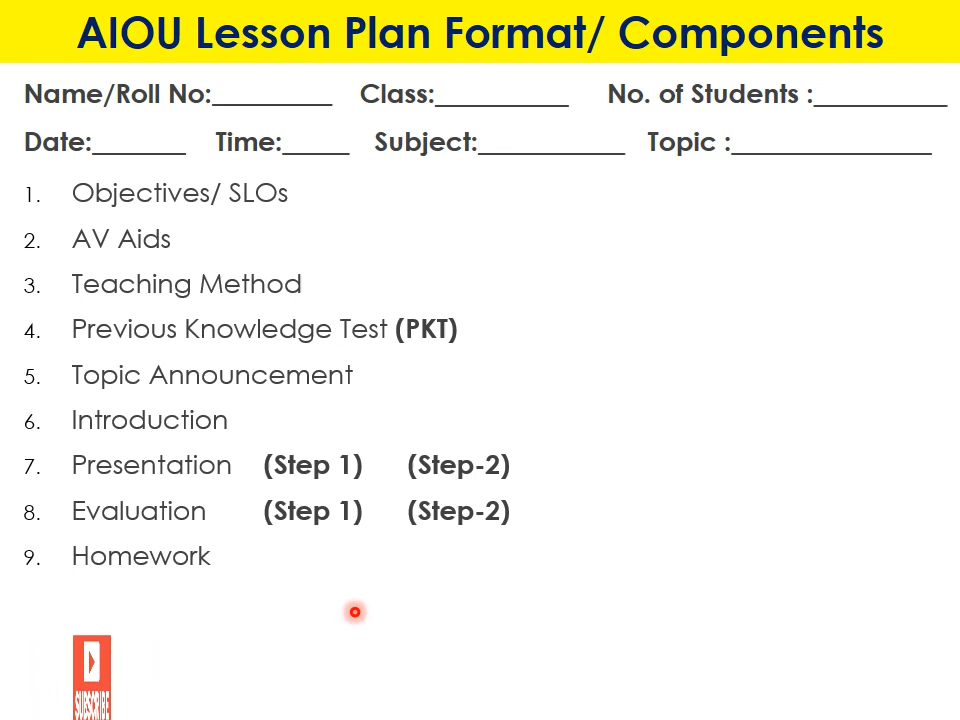 AIOU Lesson Plan Format/ Components
Name/Roll No:_________ Class:__________ No. of Students :__________
Date:_______ Time:_____ Subject:___________ Topic :_______________
1. Objectives/ SLOs
2. AV Aids
3. Teaching Method
4. Previous Knowledge Test (PKT)
5. Topic Announcement
6. Introduction
7. Presentation (Step 1) (Step-2)
8. Evaluation (Step 1) (Step-2)
9. Homework
SUBSCRIBE